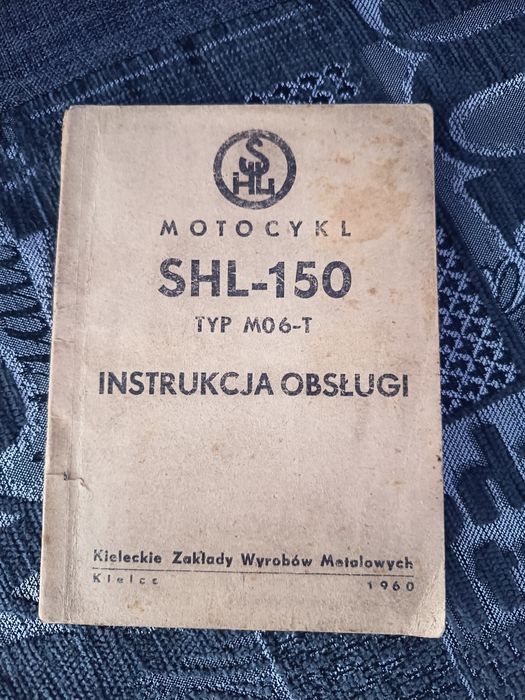 SHL
MOTOCYKL
SHL-150
TYP M06-T
INSTRUKCJA OBSŁUGI
Kieleckie Zakłady Wyrobów Metalowych
Kielce 1960